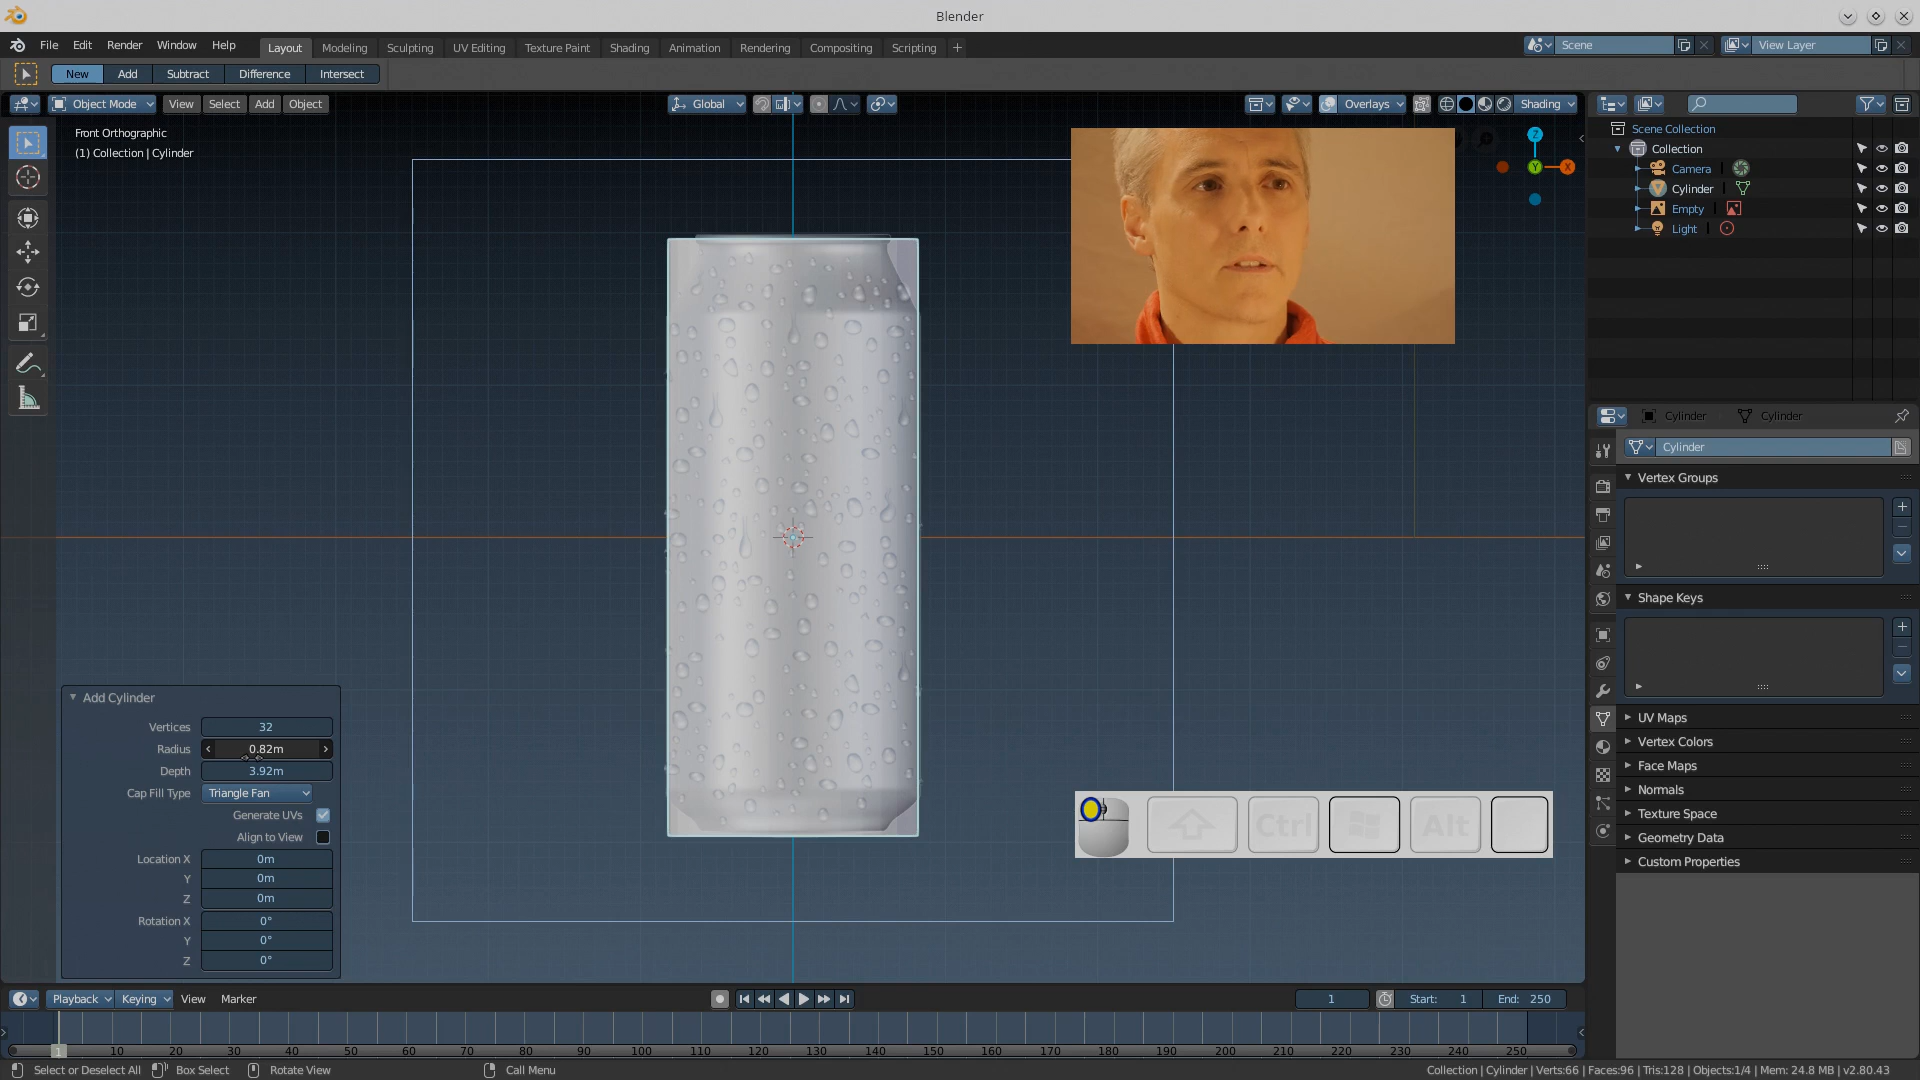 Blender
File Edit Render Window Help Layout Modeling Sculpting UV Editing Texture Paint Shading Animation Rendering Compositing Scripting + Scene View Layer
New Add Subtract Difference Intersect
Object Mode View Select Add Object Global Overlays Shading
Front Orthographic
(1) Collection | Cylinder
Z
Y
X
Scene Collection
Collection
Camera
Cylinder
Empty
Light
Cylinder Cylinder
Cylinder
Vertex Groups
Shape Keys
UV Maps
Vertex Colors
Face Maps
Normals
Texture Space
Geometry Data
Custom Properties
Add Cylinder
Vertices 32
Radius 0.82m
Depth 3.92m
Cap Fill Type Triangle Fan
Generate UVs
Align to View
Location X 0m
Y 0m
Z 0m
Rotation X 0°
Y 0°
Z 0°
Ctrl Alt
Playback Keying View Marker 1 Start: 1 End: 250
1 10 20 30 40 50 60 70 80 90 100 110 120 130 140 150 160 170 180 190 200 210 220 230 240 250
Select or Deselect All Box Select Rotate View Call Menu Collection | Cylinder | Verts:66 | Faces:96 | Tris:128 | Objects:1/4 | Mem: 24.8 MB | v2.80.43